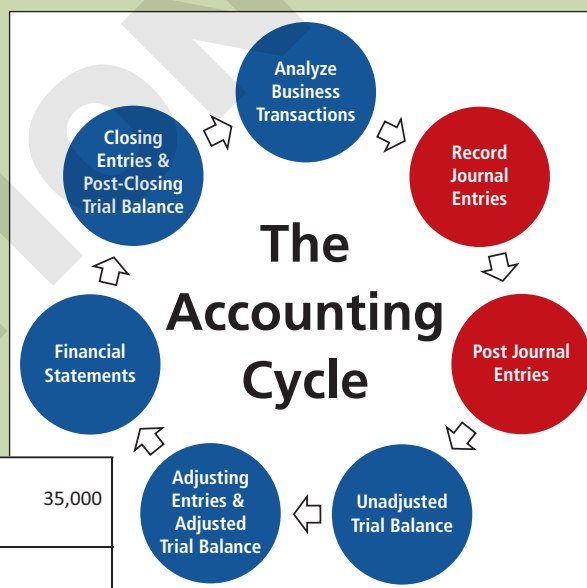 Analyze
Business
Transactions
Record
Journal
Entries
Post Journal
Entries
Unadjusted
Trial Balance
Adjusting
Entries &
Adjusted
Trial Balance
Financial
Statements
Closing
Entries &
Post-Closing
Trial Balance
The
Accounting
Cycle
35,000